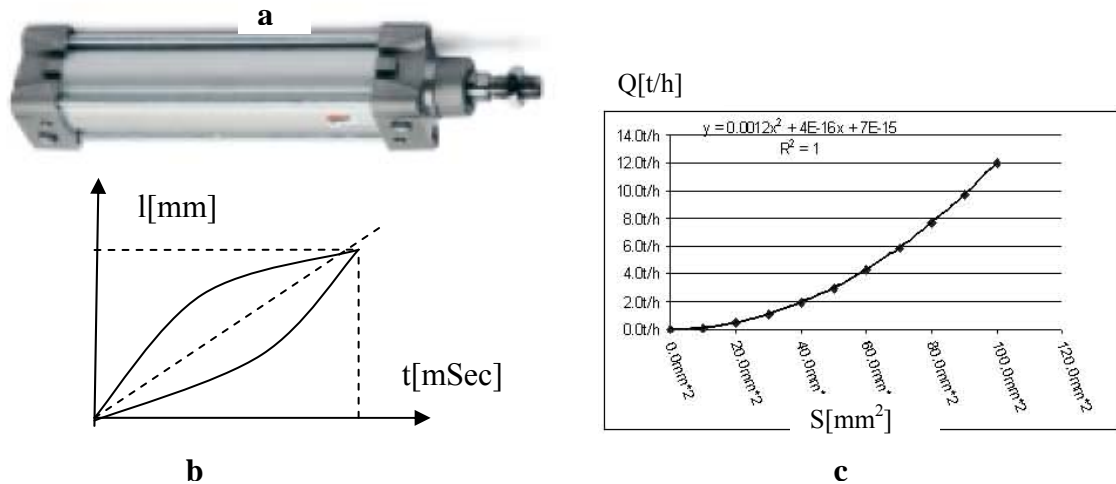 a
l[mm]
t[mSec]
b
Q[t/h]
y = 0.0012x² + 4E-16x + 7E-15
R² = 1
14.0t/h
12.0t/h
10.0t/h
8.0t/h
6.0t/h
4.0t/h
2.0t/h
0.0t/h
0.0mm*2
20.0mm*2
40.0mm*
60.0mm*
80.0mm*2
100.0mm*2
120.0mm*2
S[mm²]
c